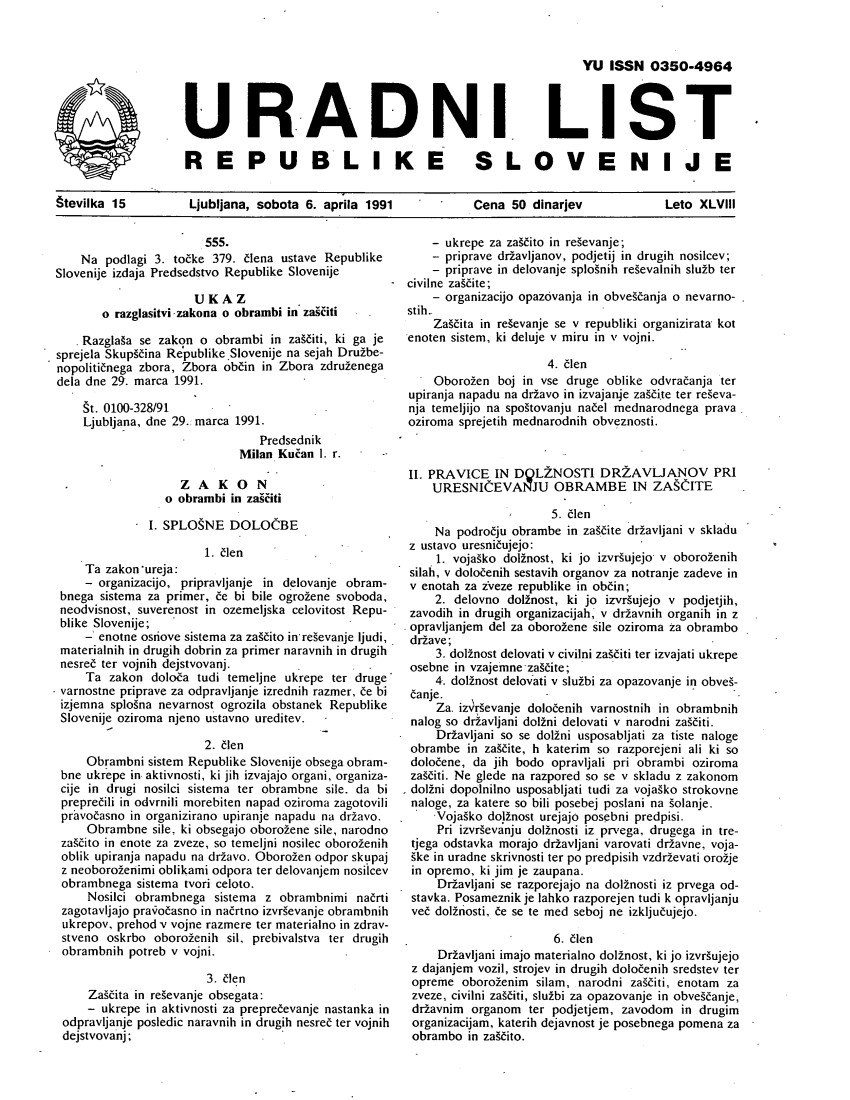 YU ISSN 0350-4964
URADNI LIST
REPUBLIKE SLOVENIJE
Številka 15 Ljubljana, sobota 6. aprila 1991 Cena 50 dinarjev Leto XLVIII
555.
Na podlagi 3. točke 379. člena ustave Republike
Slovenije izdaja Predsedstvo Republike Slovenije
UKAZ
o razglasitvi zakona o obrambi in zaščiti
Razglaša se zakon o obrambi in zaščiti, ki ga je
sprejela Skupščina Republike Slovenije na sejah Družbe-
nopolitičnega zbora, Zbora občin in Zbora združenega
dela dne 29. marca 1991.
Št. 0100-328/91
Ljubljana, dne 29. marca 1991.
Predsednik
Milan Kučan l. r.
ZAKON
o obrambi in zaščiti
I. SPLOŠNE DOLOČBE
1. člen
Ta zakon ureja:
– organizacijo, pripravljanje in delovanje obram-
bnega sistema za primer, če bi bile ogrožene svoboda,
neodvisnost, suverenost in ozemeljska celovitost Repu-
blike Slovenije;
– enotne osnove sistema za zaščito in reševanje ljudi,
materialnih in drugih dobrin za primer naravnih in drugih
nesreč ter vojnih dejstvovanj.
Ta zakon določa tudi temeljne ukrepe ter druge
varnostne priprave za odpravljanje izrednih razmer, če bi
izjemna splošna nevarnost ogrozila obstanek Republike
Slovenije oziroma njeno ustavno ureditev.
2. člen
Obrambni sistem Republike Slovenije obsega obram-
bne ukrepe in aktivnosti, ki jih izvajajo organi, organiza-
cije in drugi nosilci sistema ter obrambne sile, da bi
preprečili in odvrnili morebiten napad oziroma zagotovili
pravočasno in organizirano upiranje napadu na državo.
Obrambne sile, ki obsegajo oborožene sile, narodno
zaščito in enote za zveze, so temeljni nosilec oboroženih
oblik upiranja napadu na državo. Oborožen odpor skupaj
z neoboroženimi oblikami odpora ter delovanjem nosilcev
obrambnega sistema tvori celoto.
Nosilci obrambnega sistema z obrambnimi načrti
zagotavljajo pravočasno in načrtno izvrševanje obrambnih
ukrepov, prehod v vojne razmere ter materialno in zdrav-
stveno oskrbo oboroženih sil, prebivalstva ter drugih
obrambnih potreb v vojni.
3. člen
Zaščita in reševanje obsegata:
– ukrepe in aktivnosti za preprečevanje nastanka in
odpravljanje posledic naravnih in drugih nesreč ter vojnih
dejstvovanj;
– ukrepe za zaščito in reševanje;
– priprave državljanov, podjetij in drugih nosilcev;
– priprave in delovanje splošnih reševalnih služb ter
civilne zaščite;
– organizacijo opazovanja in obveščanja o nevarno-
stih.
Zaščita in reševanje se v republiki organizirata kot
enoten sistem, ki deluje v miru in v vojni.
4. člen
Oborožen boj in vse druge oblike odvračanja ter
upiranja napadu na državo in izvajanje zaščite ter reševa-
nja temeljijo na spoštovanju načel mednarodnega prava
oziroma sprejetih mednarodnih obveznosti.
II. PRAVICE IN DOLŽNOSTI DRŽAVLJANOV PRI
URESNIČEVANJU OBRAMBE IN ZAŠČITE
5. člen
Na področju obrambe in zaščite državljani v skladu
z ustavo uresničujejo:
1. vojaško dolžnost, ki jo izvršujejo v oboroženih
silah, v določenih sestavih organov za notranje zadeve in
v enotah za zveze republike in občin;
2. delovno dolžnost, ki jo izvršujejo v podjetjih,
zavodih in drugih organizacijah, v državnih organih in z
opravljanjem del za oborožene sile oziroma za obrambo
države;
3. dolžnost delovati v civilni zaščiti ter izvajati ukrepe
osebne in vzajemne zaščite;
4. dolžnost delovati v službi za opazovanje in obveš-
čanje.
Za izvrševanje določenih varnostnih in obrambnih
nalog so državljani dolžni delovati v narodni zaščiti.
Državljani so se dolžni usposabljati za tiste naloge
obrambe in zaščite, h katerim so razporejeni ali ki so
določene, da jih bodo opravljali pri obrambi oziroma
zaščiti. Ne glede na razpored so se v skladu z zakonom
dolžni dopolnilno usposabljati tudi za vojaško strokovne
naloge, za katere so bili posebej poslani na šolanje.
Vojaško dolžnost urejajo posebni predpisi.
Pri izvrševanju dolžnosti iz prvega, drugega in tre-
tjega odstavka morajo državljani varovati državne, voja-
ške in uradne skrivnosti ter po predpisih vzdrževati orožje
in opremo, ki jim je zaupana.
Državljani se razporejajo na dolžnosti iz prvega od-
stavka. Posameznik je lahko razporejen tudi k opravljanju
več dolžnosti, če se te med seboj ne izključujejo.
6. člen
Državljani imajo materialno dolžnost, ki jo izvršujejo
z dajanjem vozil, strojev in drugih določenih sredstev ter
opreme oboroženim silam, narodni zaščiti, enotam za
zveze, civilni zaščiti, službi za opazovanje in obveščanje,
državnim organom ter podjetjem, zavodom in drugim
organizacijam, katerih dejavnost je posebnega pomena za
obrambo in zaščito.